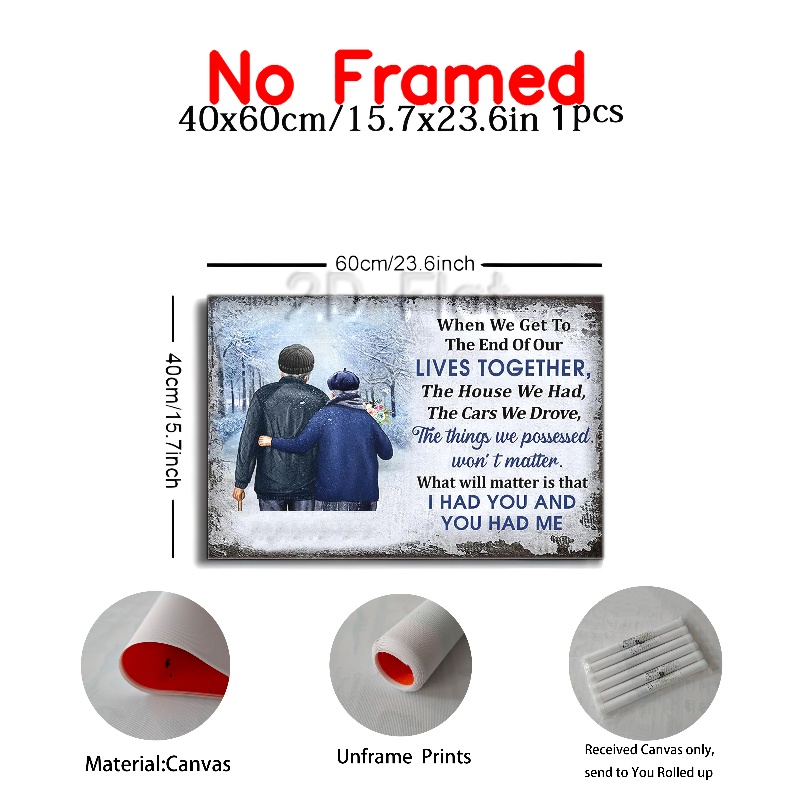 No Framed
40x60cm/15.7x23.6in 1pcs
60cm/23.6inch
2D Flat
40cm/15.7inch
When We Get To
The End Of Our
LIVES TOGETHER,
The House We Had,
The Cars We Drove,
The things we possessed
won't matter.
What will matter is that
I HAD YOU AND
YOU HAD ME
Material:Canvas
Unframe Prints
Received Canvas only,
send to You Rolled up